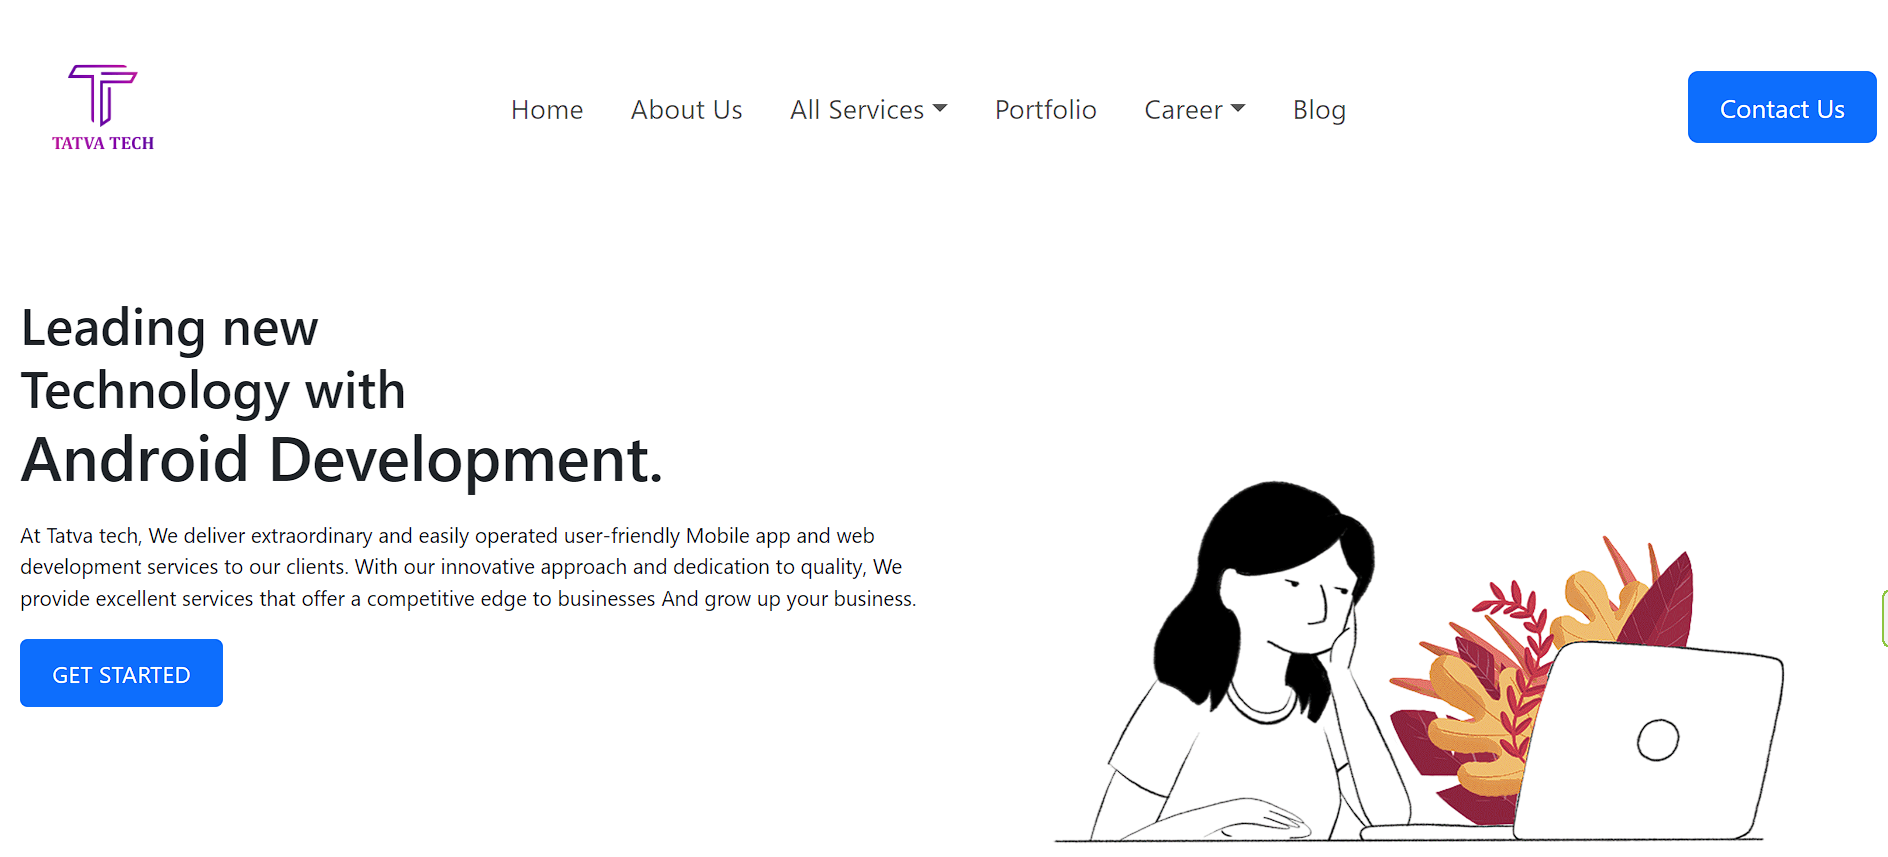 TATVA TECH
Home About Us All Services Portfolio Career Blog
Contact Us
Leading new
Technology with
Android Development.
At Tatva tech, We deliver extraordinary and easily operated user-friendly Mobile app and web
development services to our clients. With our innovative approach and dedication to quality, We
provide excellent services that offer a competitive edge to businesses And grow up your business.
GET STARTED